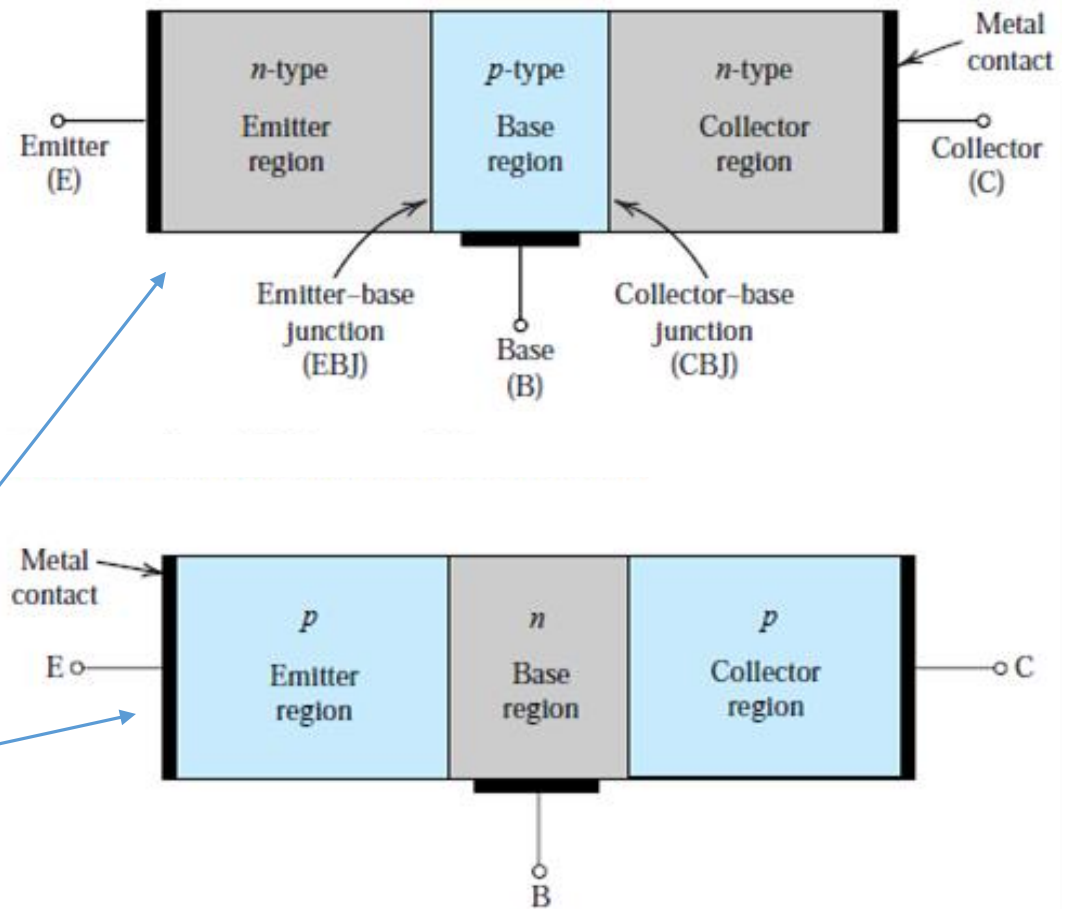 n-type
Emitter
region
p-type
Base
region
n-type
Collector
region
Metal
contact
Emitter
(E)
Collector
(C)
Emitter–base
junction
(EBJ)
Base
(B)
Collector–base
junction
(CBJ)
Metal
contact
p
Emitter
region
n
Base
region
p
Collector
region
E
C
B